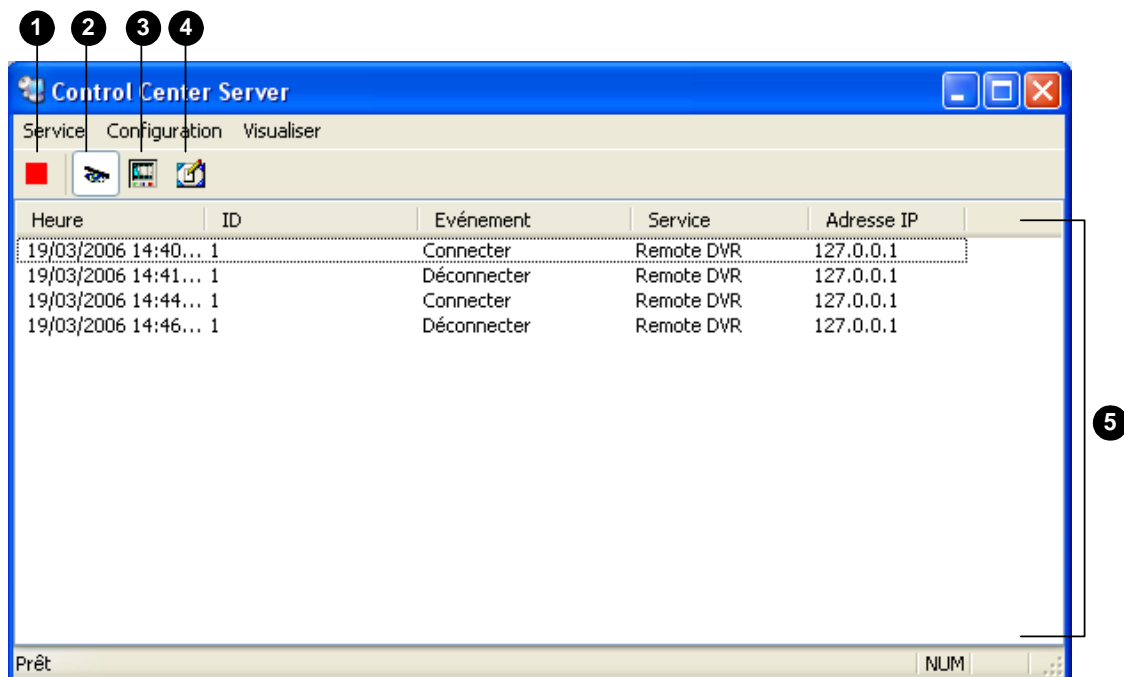 1 2 3 4
Control Center Server
Service Configuration Visualiser
Heure ID Evénement Service Adresse IP
19/03/2006 14:40... 1 Connecter Remote DVR 127.0.0.1
19/03/2006 14:41... 1 Déconnecter Remote DVR 127.0.0.1
19/03/2006 14:44... 1 Connecter Remote DVR 127.0.0.1
19/03/2006 14:46... 1 Déconnecter Remote DVR 127.0.0.1
5
Prêt NUM